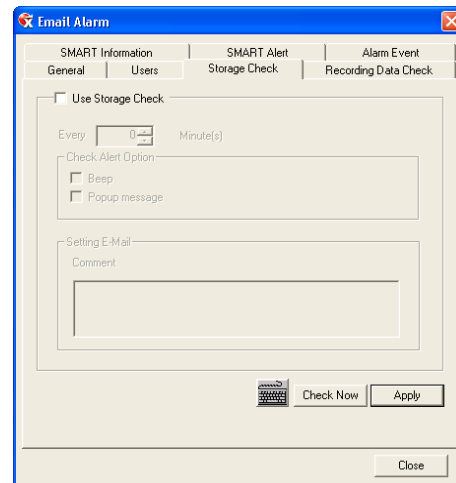 Email Alarm
SMART Information SMART Alert Alarm Event
General Users Storage Check Recording Data Check
Use Storage Check
Every 0 Minute(s)
Check Alert Option
Beep
Popup message
Setting E-Mail
Comment
Check Now Apply
Close